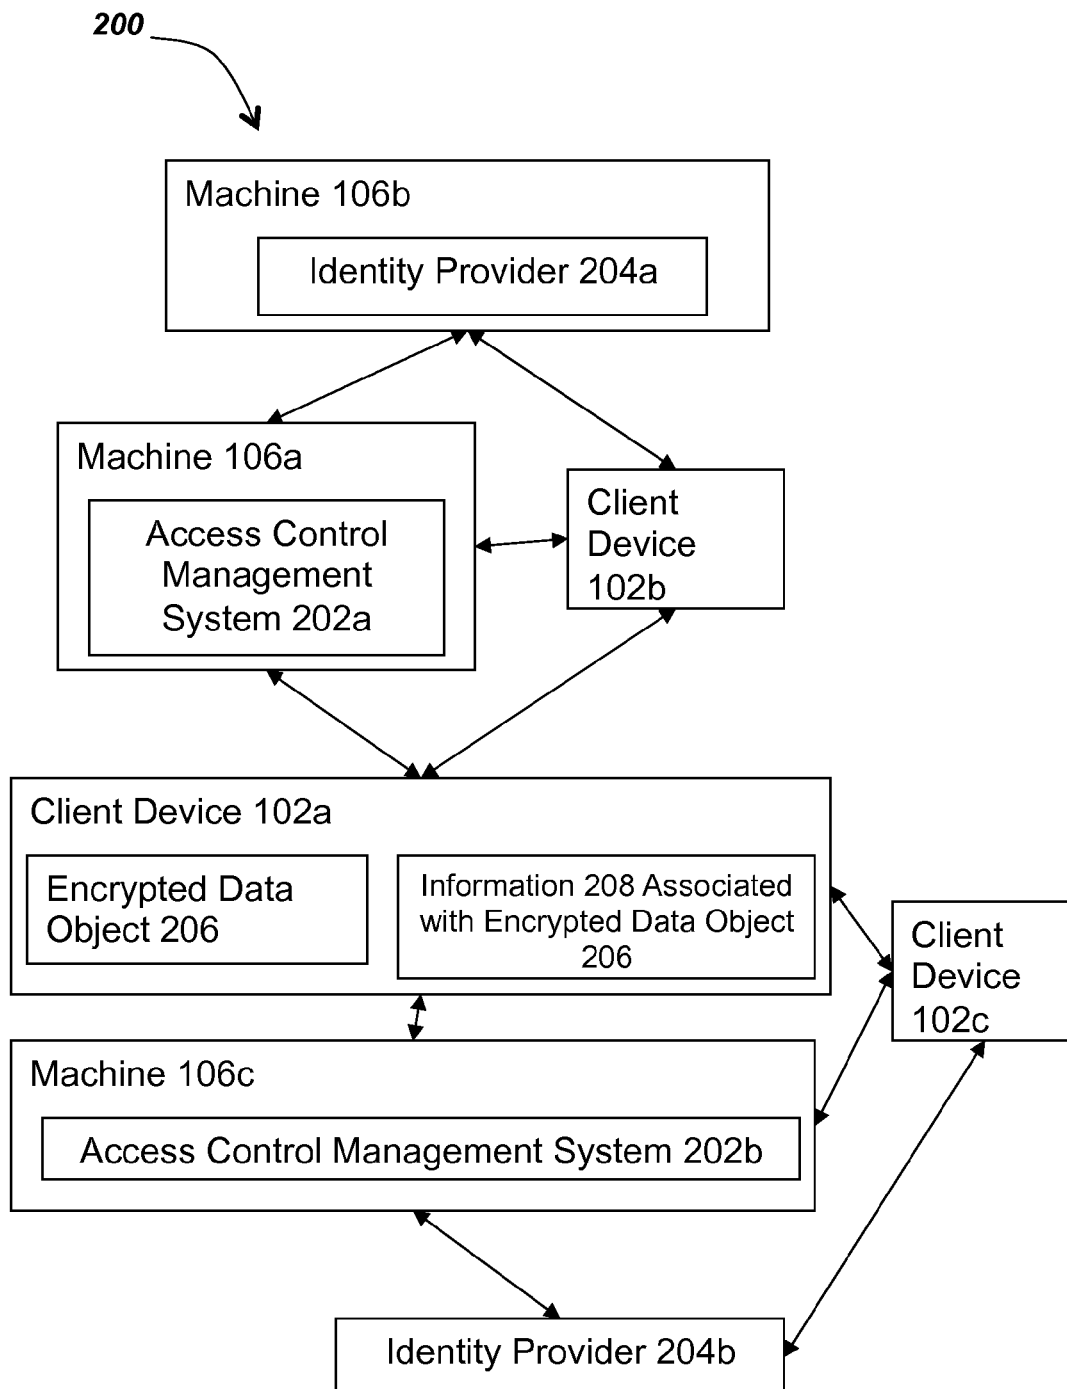 200
Machine 106b
Identity Provider 204a
Machine 106a
Access Control
Management
System 202a
Client
Device
102b
Client Device 102a
Encrypted Data
Object 206
Information 208 Associated
with Encrypted Data Object
206
Client
Device
102c
Machine 106c
Access Control Management System 202b
Identity Provider 204b